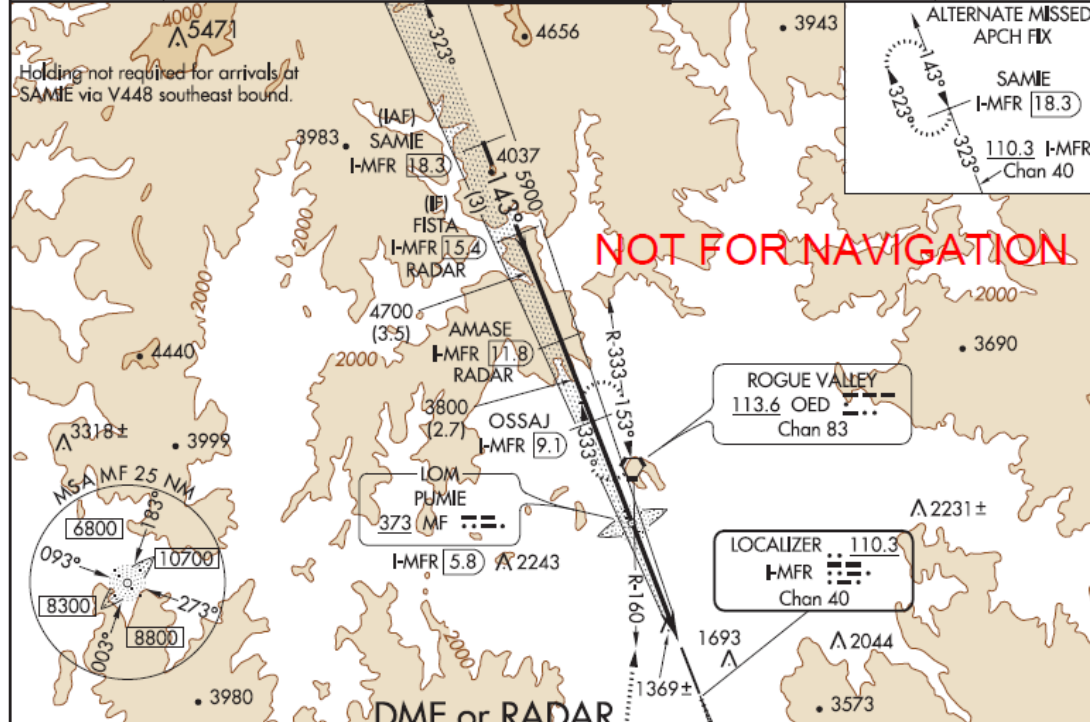 4000
5471
4656
3943
323°
Holding not required for arrivals at
SAMIE via V448 southeast bound.
ALTERNATE MISSED
APCH FIX
143°
323°
SAMIE
I-MFR 18.3
323°
110.3 I-MFR
Chan 40
(IAF)
SAMIE
I-MFR 18.3
3983
4037
5900
(3)
143°
2000
(IF)
FISTA
I-MFR 15.4
RADAR
NOT FOR NAVIGATION
2000
2000
4700
(3.5)
2000
AMASE
I-MFR 11.8
RADAR
4440
R-333
153°
3690
3800
(2.7)
OSSAJ
I-MFR 9.1
333°
ROGUE VALLEY
113.6 OED
Chan 83
3318±
3999
LOM
PUMIE
373 MF
I-MFR 5.8
2243
MSA MF 25 NM
6800
183°
093°
10700
8300
273°
8800
003°
2231±
LOCALIZER 110.3
I-MFR
Chan 40
R-160
2000
1693
2044
1369±
3980
3573
DME or RADAR